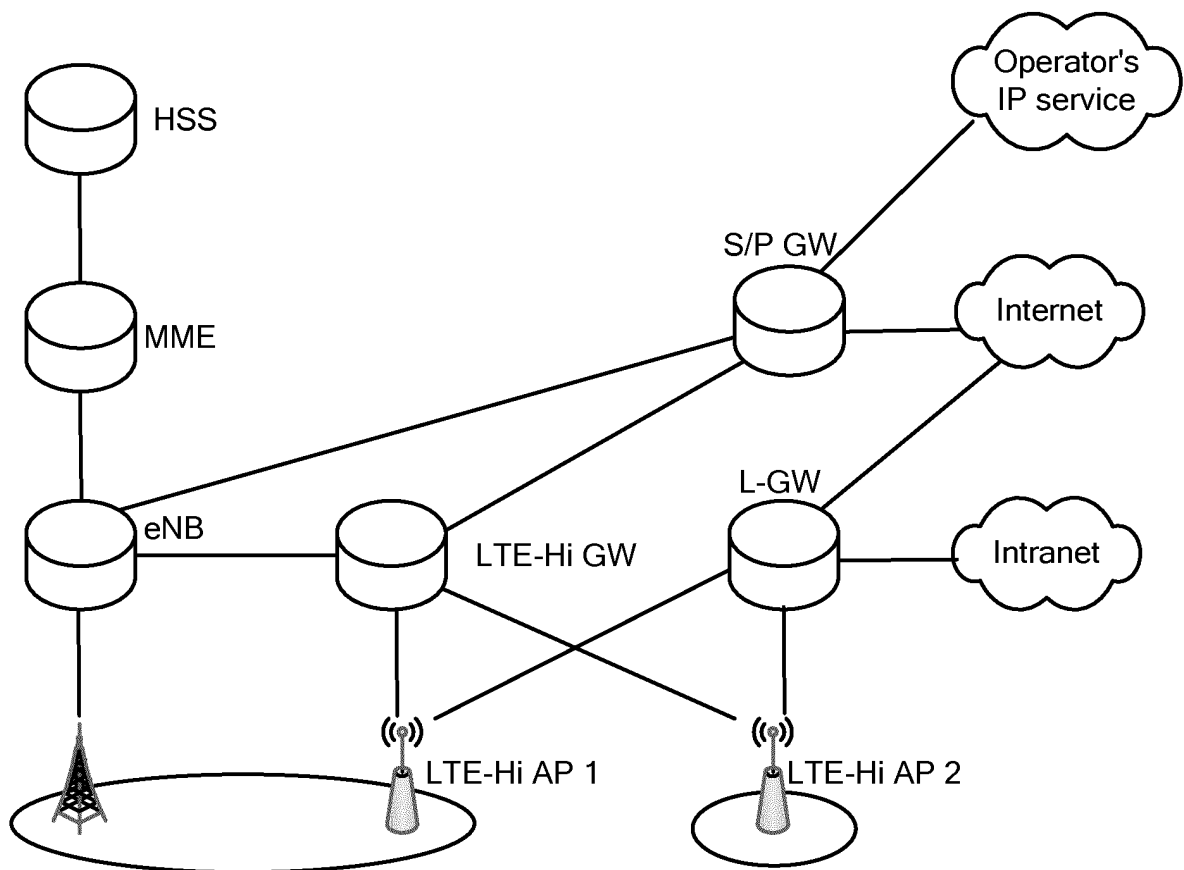 Operator's
IP service
HSS
S/P GW
Internet
MME
L-GW
eNB
LTE-Hi GW
Intranet
LTE-Hi AP 1
LTE-Hi AP 2